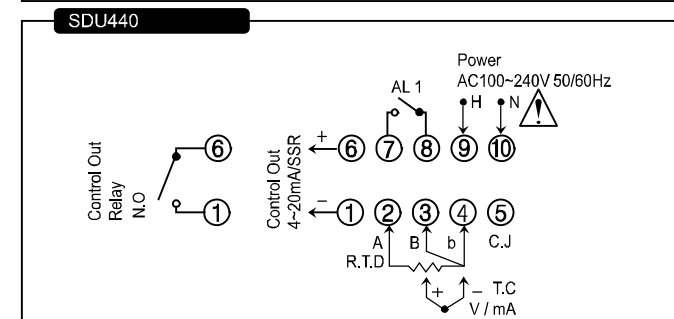 SDU440
Power
AC100~240V 50/60Hz
AL 1
H N
Control Out
Relay
N.O
6
1
Control Out
4~20mA/SSR
+ 6 7 8 9 10
− 1 2 3 4 5
A B b C.J
R.T.D
+ − T.C
V / mA